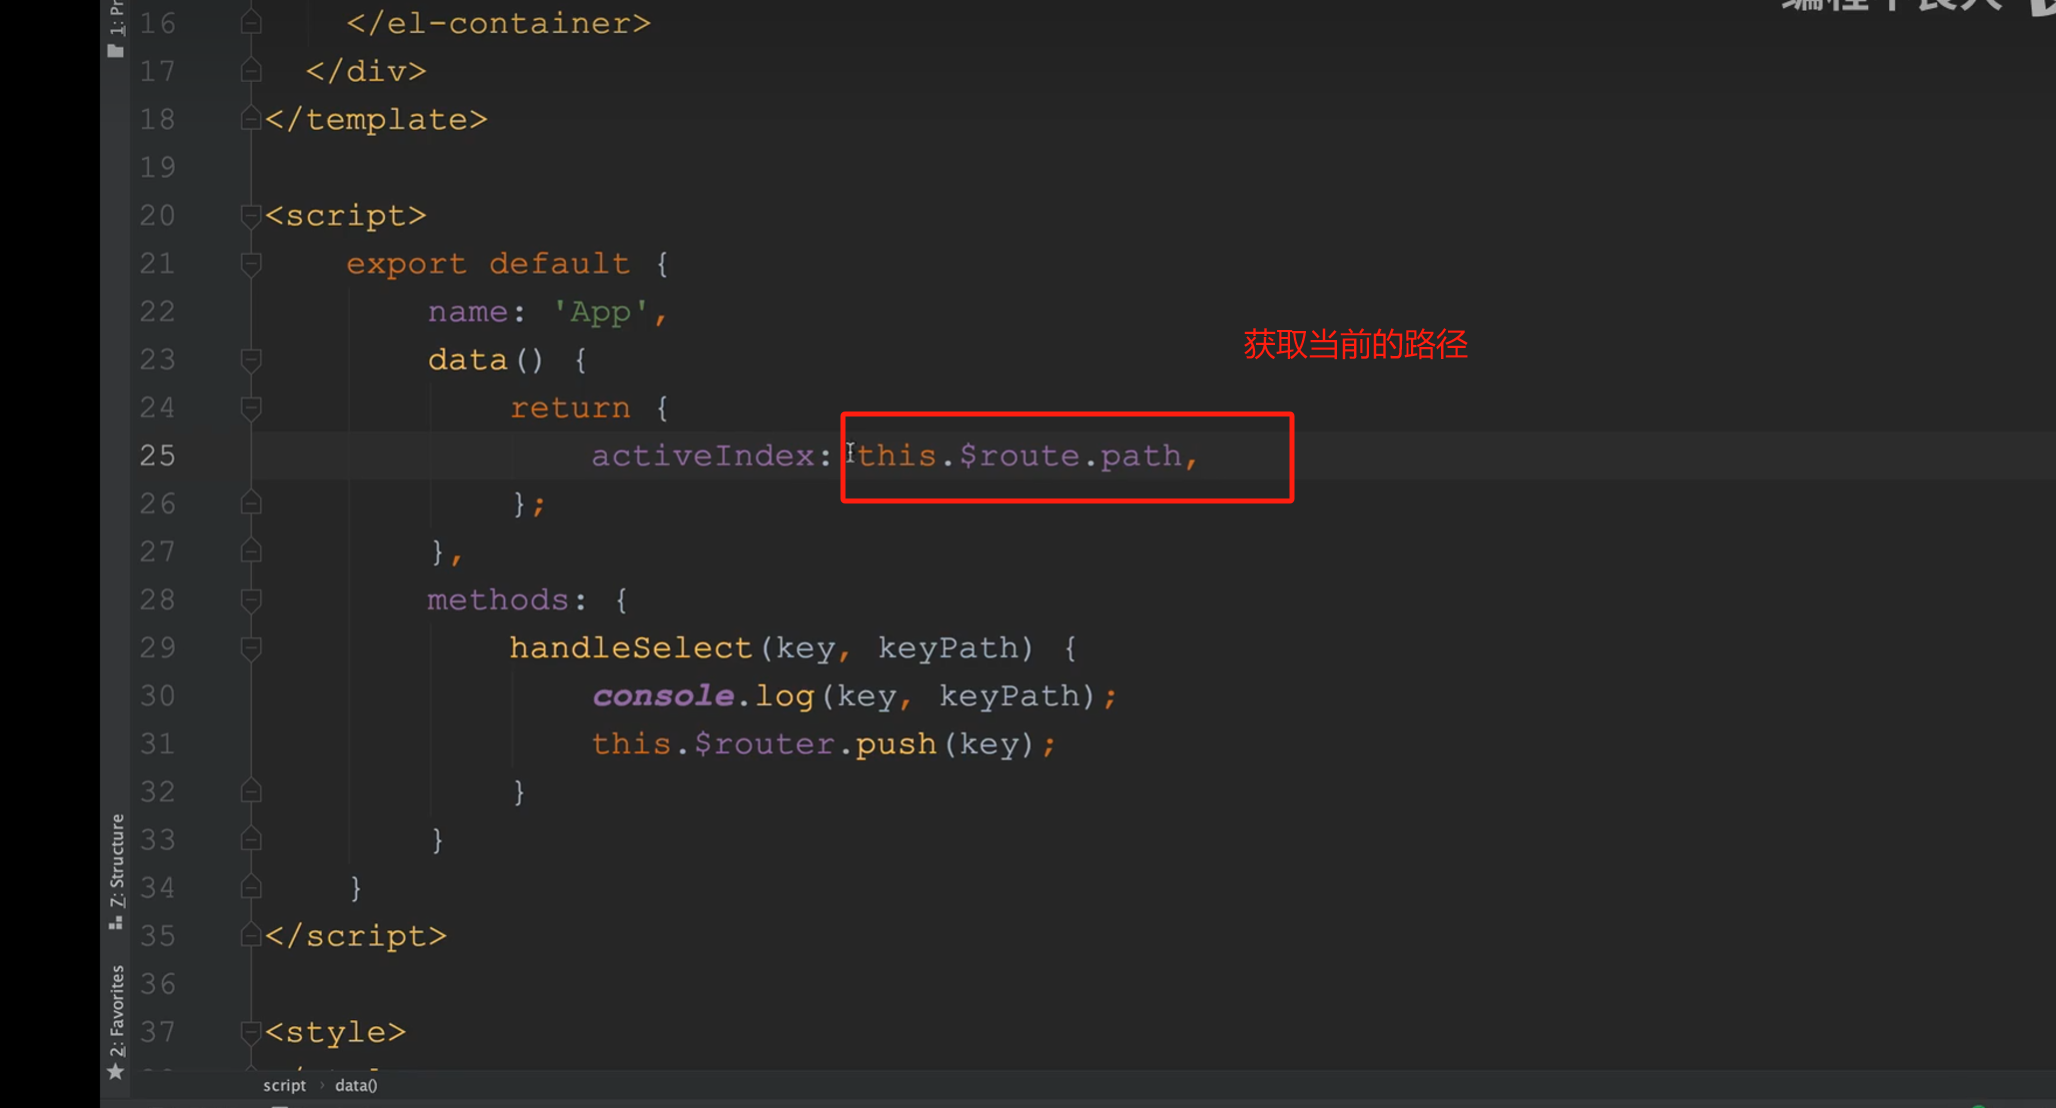 1: Pr
16 </el-container>
17 </div>
18 </template>
19
20 <script>
21 export default {
22 name: 'App',
23 data() {
获取当前的路径
24 return {
25 activeIndex: this.$route.path,
26 };
27 },
28 methods: {
29 handleSelect(key, keyPath) {
30 console.log(key, keyPath);
31 this.$router.push(key);
32 }
33 }
34 }
35 </script>
36
37 <style>
7: Structure
2: Favorites
script › data()